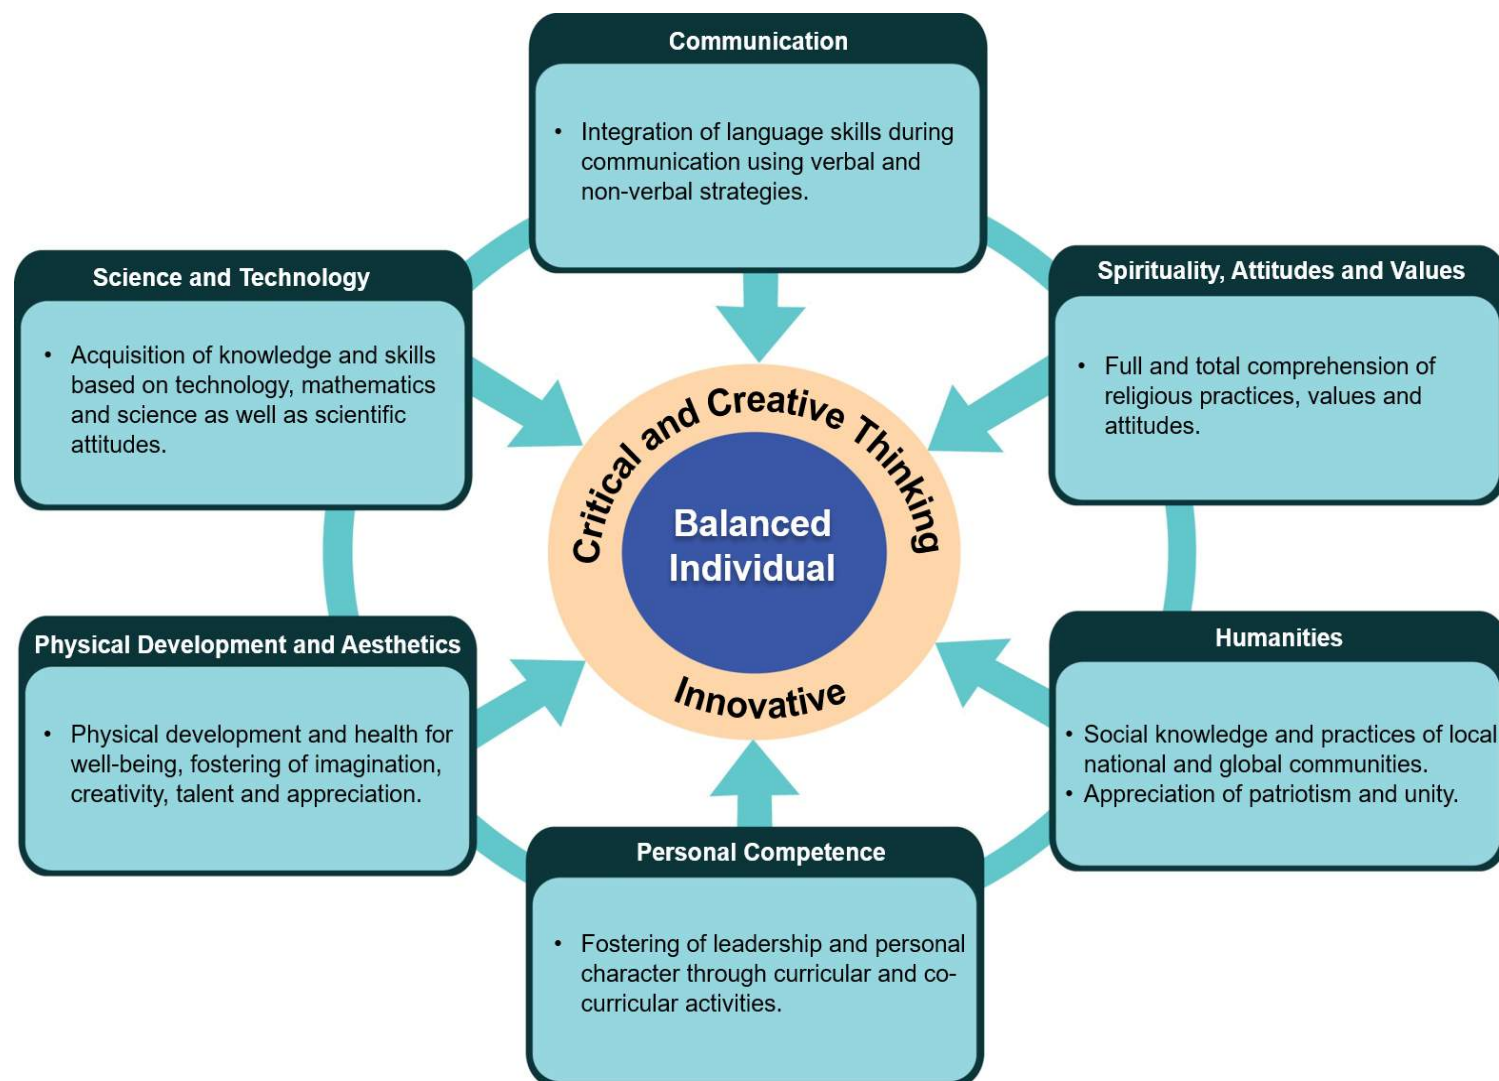 Communication
• Integration of language skills during
communication using verbal and
non-verbal strategies.
Science and Technology
• Acquisition of knowledge and skills
based on technology, mathematics
and science as well as scientific
attitudes.
Spirituality, Attitudes and Values
• Full and total comprehension of
religious practices, values and
attitudes.
Critical and Creative Thinking
Balanced
Individual
Innovative
Physical Development and Aesthetics
• Physical development and health for
well-being, fostering of imagination,
creativity, talent and appreciation.
Humanities
• Social knowledge and practices of local
national and global communities.
• Appreciation of patriotism and unity.
Personal Competence
• Fostering of leadership and personal
character through curricular and co-
curricular activities.